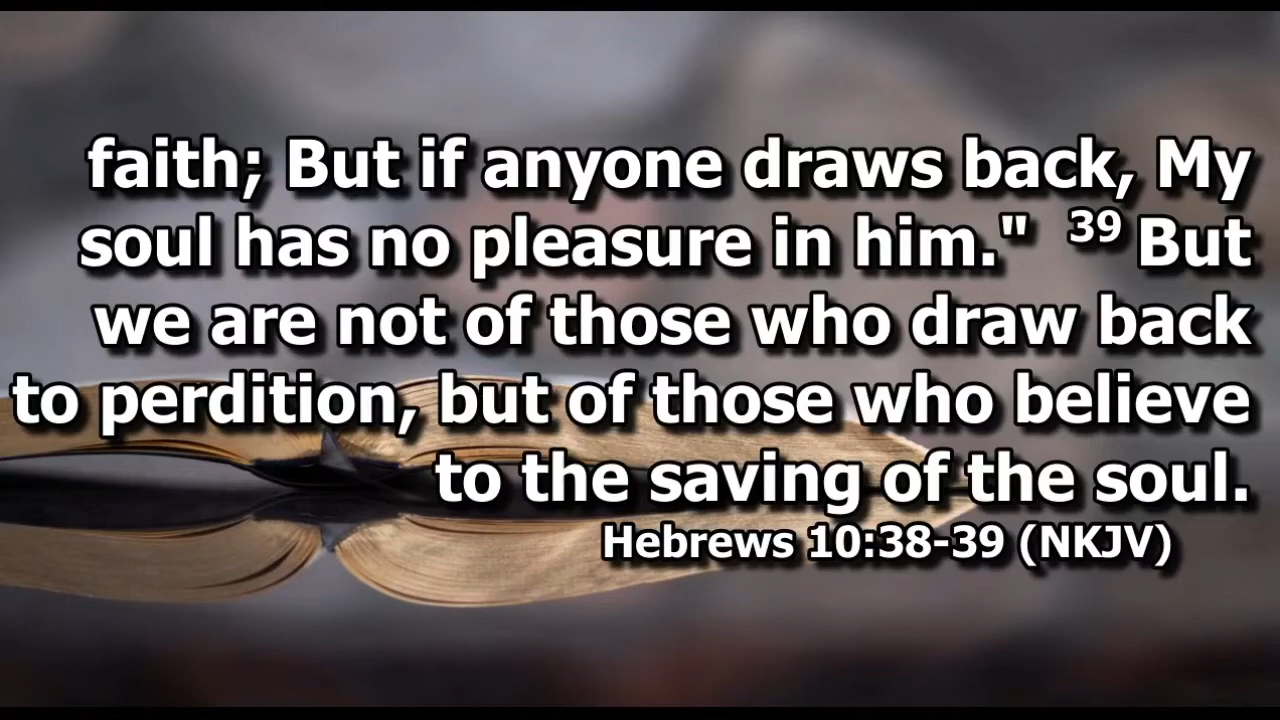 faith; But if anyone draws back, My
soul has no pleasure in him." 39 But
we are not of those who draw back
to perdition, but of those who believe
to the saving of the soul.
Hebrews 10:38-39 (NKJV)